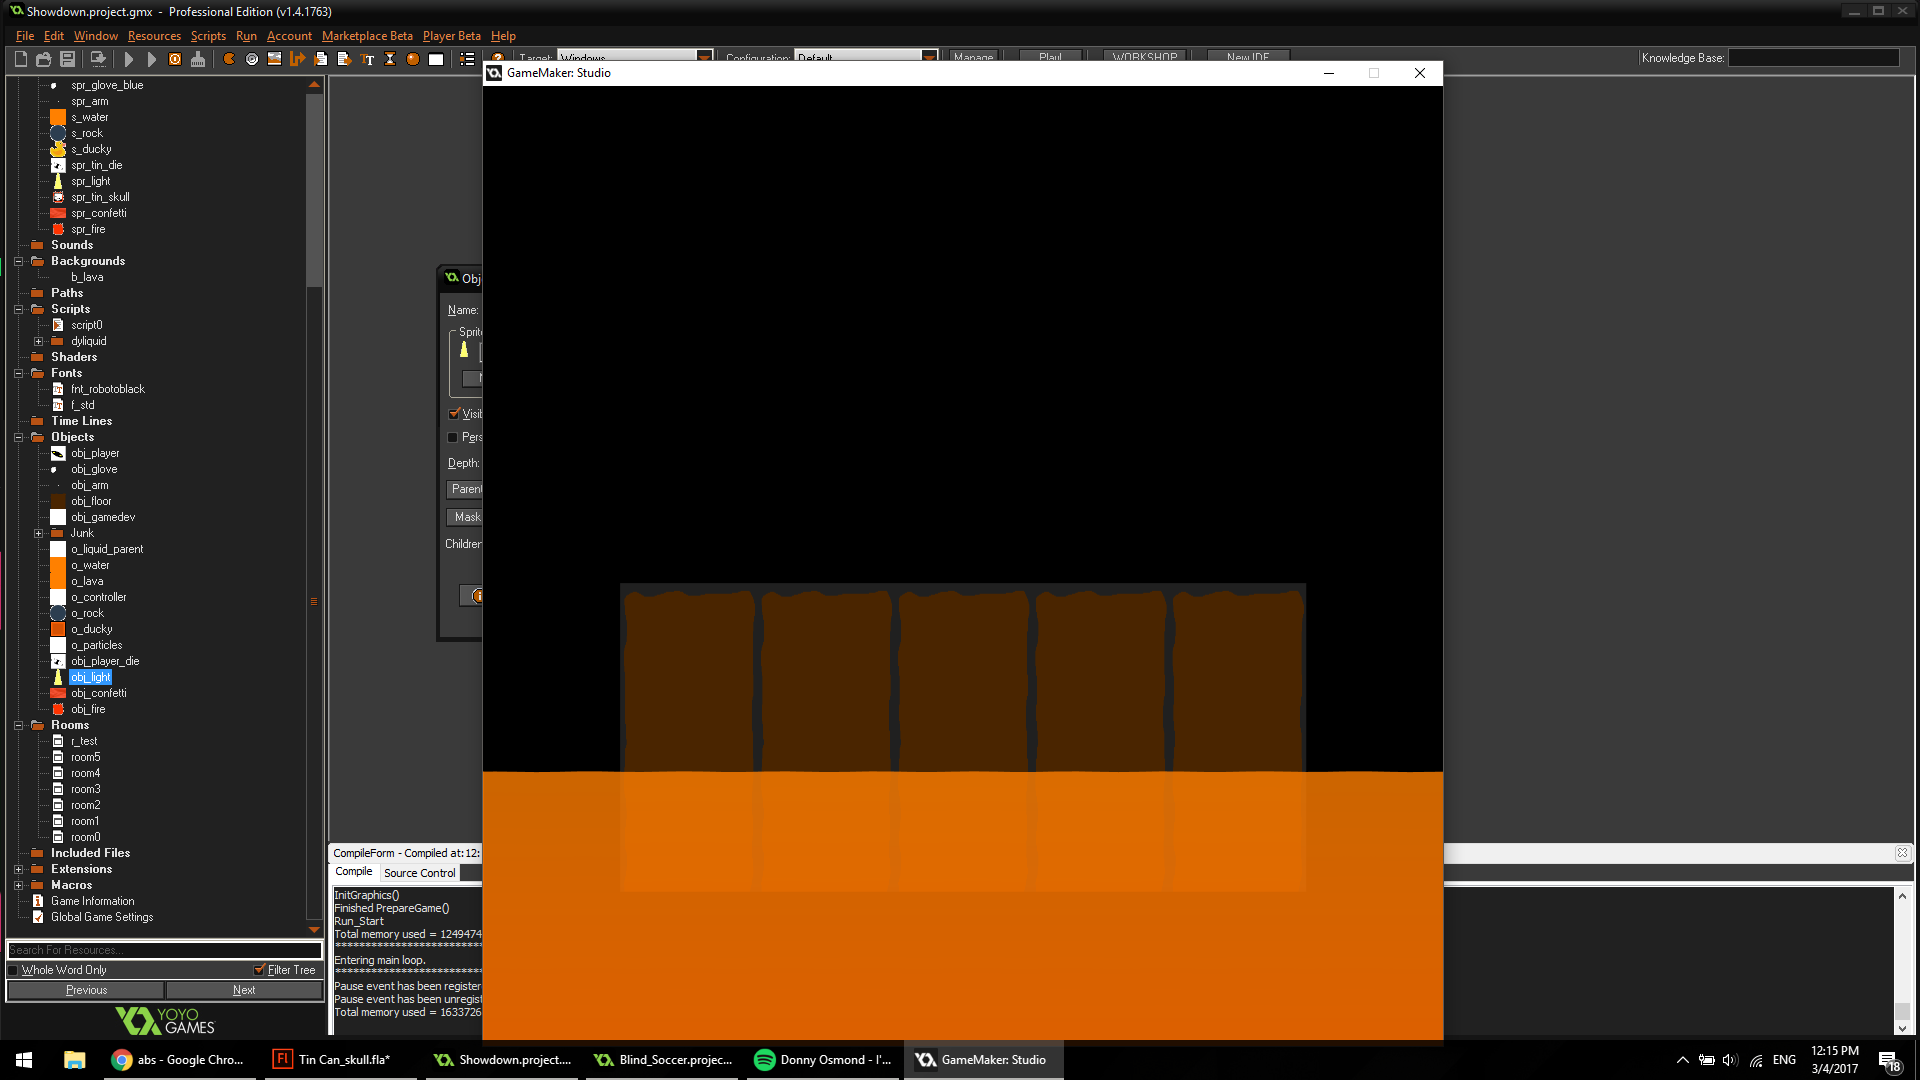 Showdown.project.gmx - Professional Edition (v1.4.1763)
File Edit Window Resources Scripts Run Account Marketplace Beta Player Beta Help
Target: Windows Configuration: Default Manage Play! WORKSHOP New IDE Knowledge Base:
GameMaker: Studio
spr_glove_blue
spr_arm
s_water
s_rock
s_ducky
spr_tin_die
spr_light
spr_tin_skull
spr_confetti
spr_fire
Sounds
Backgrounds
b_lava
Paths
Scripts
script0
dyliquid
Shaders
Fonts
fnt_robotoblack
f_std
Time Lines
Objects
obj_player
obj_glove
obj_arm
obj_floor
obj_gamedev
Junk
o_liquid_parent
o_water
o_lava
o_controller
o_rock
o_ducky
o_particles
obj_player_die
obj_light
obj_confetti
obj_fire
Rooms
r_test
room5
room4
room3
room2
room1
room0
Included Files
Extensions
Macros
Game Information
Global Game Settings
Search For Resources...
Whole Word Only Filter Tree
Previous Next
YOYO
GAMES
Obj
Name:
Sprit
Visib
Pers
Depth:
Paren
Mask
Children
CompileForm - Compiled at: 12:
Compile Source Control
InitGraphics()
Finished PrepareGame()
Run_Start
Total memory used = 1249474
**************************
Entering main loop.
**************************
Pause event has been register
Pause event has been unregist
Total memory used = 1633726
abs - Google Chro... Tin Can_skull.fla* Showdown.project.... Blind_Soccer.projec... Donny Osmond - I'... GameMaker: Studio ENG 12:15 PM
3/4/2017
18